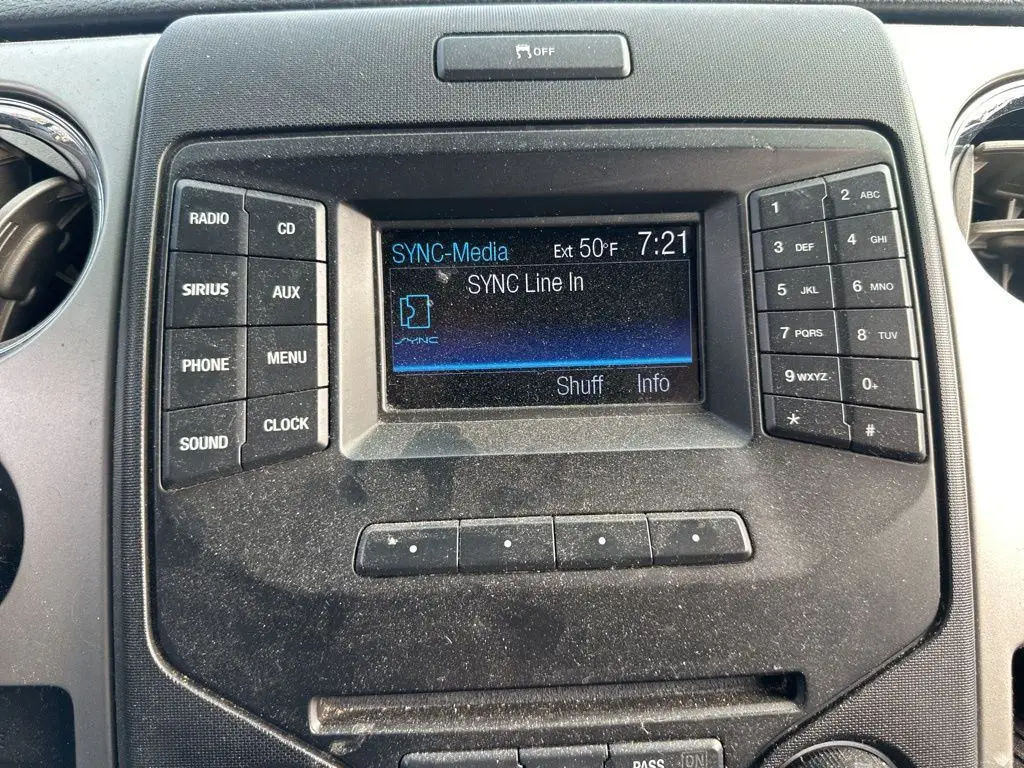 OFF
RADIO
CD
SIRIUS
AUX
PHONE
MENU
SOUND
CLOCK
SYNC-Media Ext 50°F 7:21
SYNC Line In
SYNC
Shuff Info
1
2 ABC
3 DEF
4 GHI
5 JKL
6 MNO
7 PQRS
8 TUV
9 WXYZ
0+
*
#
PASS
ON